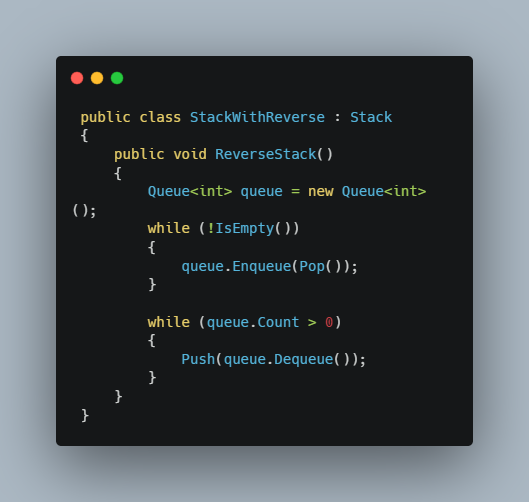 public class StackWithReverse : Stack
{
    public void ReverseStack()
    {
        Queue<int> queue = new Queue<int>
();
        while (!IsEmpty())
        {
            queue.Enqueue(Pop());
        }

        while (queue.Count > 0)
        {
            Push(queue.Dequeue());
        }
    }
}